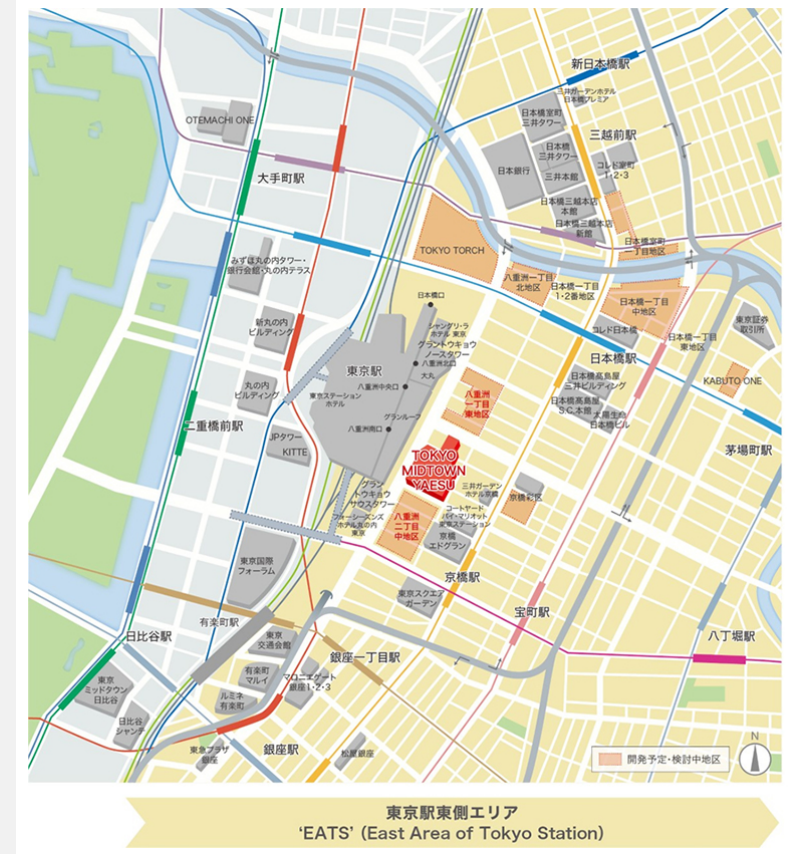 新日本橋駅
三井ガーデンホテル
日本橋プレミア
日本橋室町
三井タワー
三越前駅
OTEMACHI ONE
日本橋
三井タワー
コレド室町
1・2・3
日本銀行
三井本館
大手町駅
日本橋三越本店
本館
日本橋三越本店
新館
TOKYO TORCH
日本橋室町
一丁目地区
みずほ丸の内タワー・
銀行会館・丸の内テラス
八重洲一丁目
北地区
日本橋一丁目
1・2番地区
日本橋口
日本橋一丁目
中地区
シャングリ・ラ
ホテル 東京
コレド日本橋
東京証券
取引所
新丸の内
ビルディング
グラントウキョウ
ノースタワー
日本橋一丁目
東地区
東京駅
八重洲北口
日本橋駅
大丸
八重洲中央口
日本橋高島屋
三井ビルディング
KABUTO ONE
丸の内
ビルディング
東京ステーション
ホテル
八重洲
一丁目
東地区
日本橋高島屋
S.C.本館
太陽生命
日本橋ビル
グランルーフ
二重橋前駅
八重洲南口
JPタワー
KITTE
TOKYO
MIDTOWN
YAESU
茅場町駅
グラン
トウキョウ
サウスタワー
三井ガーデン
ホテル京橋
京橋彩区
フォーシーズンズ
ホテル丸の内
東京
八重洲
二丁目
中地区
コートヤード・
バイ・マリオット
東京ステーション
京橋
エドグラン
東京国際
フォーラム
京橋駅
東京スクエア
ガーデン
宝町駅
有楽町駅
日比谷駅
東京
交通会館
八丁堀駅
銀座一丁目駅
有楽町
マルイ
マロニエゲート
銀座1・2・3
東京
ミッドタウン
日比谷
ルミネ
有楽町
日比谷
シャンテ
東急プラザ
銀座
銀座駅
松屋銀座
N
開発予定・検討中地区
東京駅東側エリア
‘EATS’ (East Area of Tokyo Station)